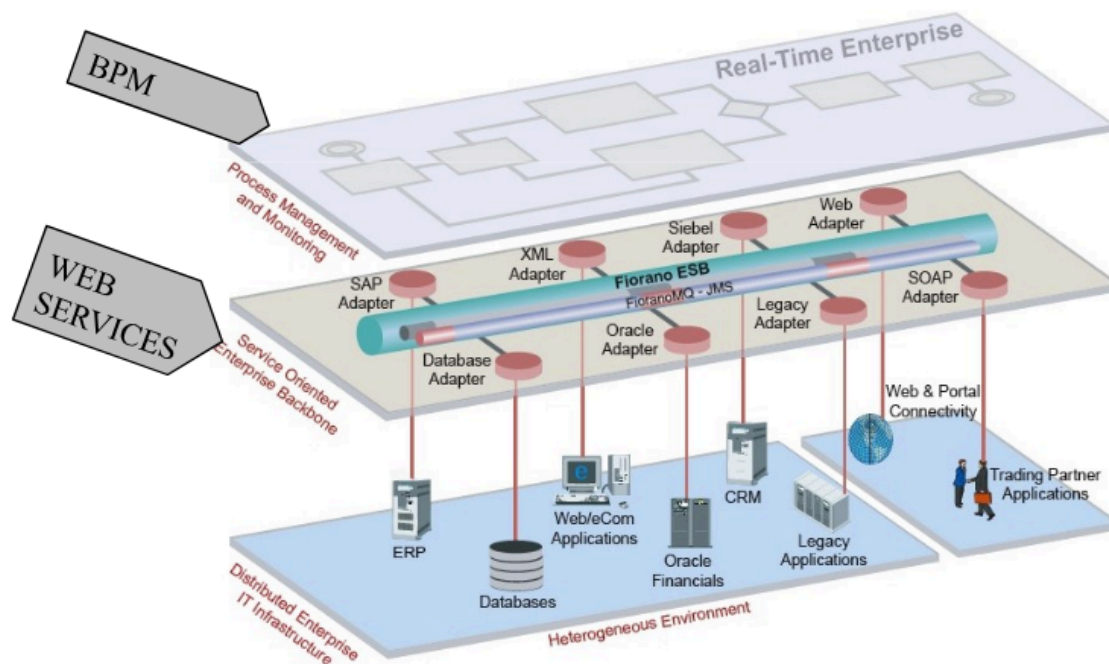 BPM
Real-Time Enterprise
Process Management
and Monitoring
WEB
SERVICES
SAP
Adapter
XML
Adapter
Siebel
Adapter
Web
Adapter
Fiorano ESB
FioranoMQ - JMS
Database
Adapter
Oracle
Adapter
Legacy
Adapter
SOAP
Adapter
Service Oriented
Enterprise Backbone
Web & Portal
Connectivity
ERP
Databases
Web/eCom
Applications
Oracle
Financials
CRM
Legacy
Applications
Trading Partner
Applications
Distributed Enterprise
IT Infrastructure
Heterogeneous Environment